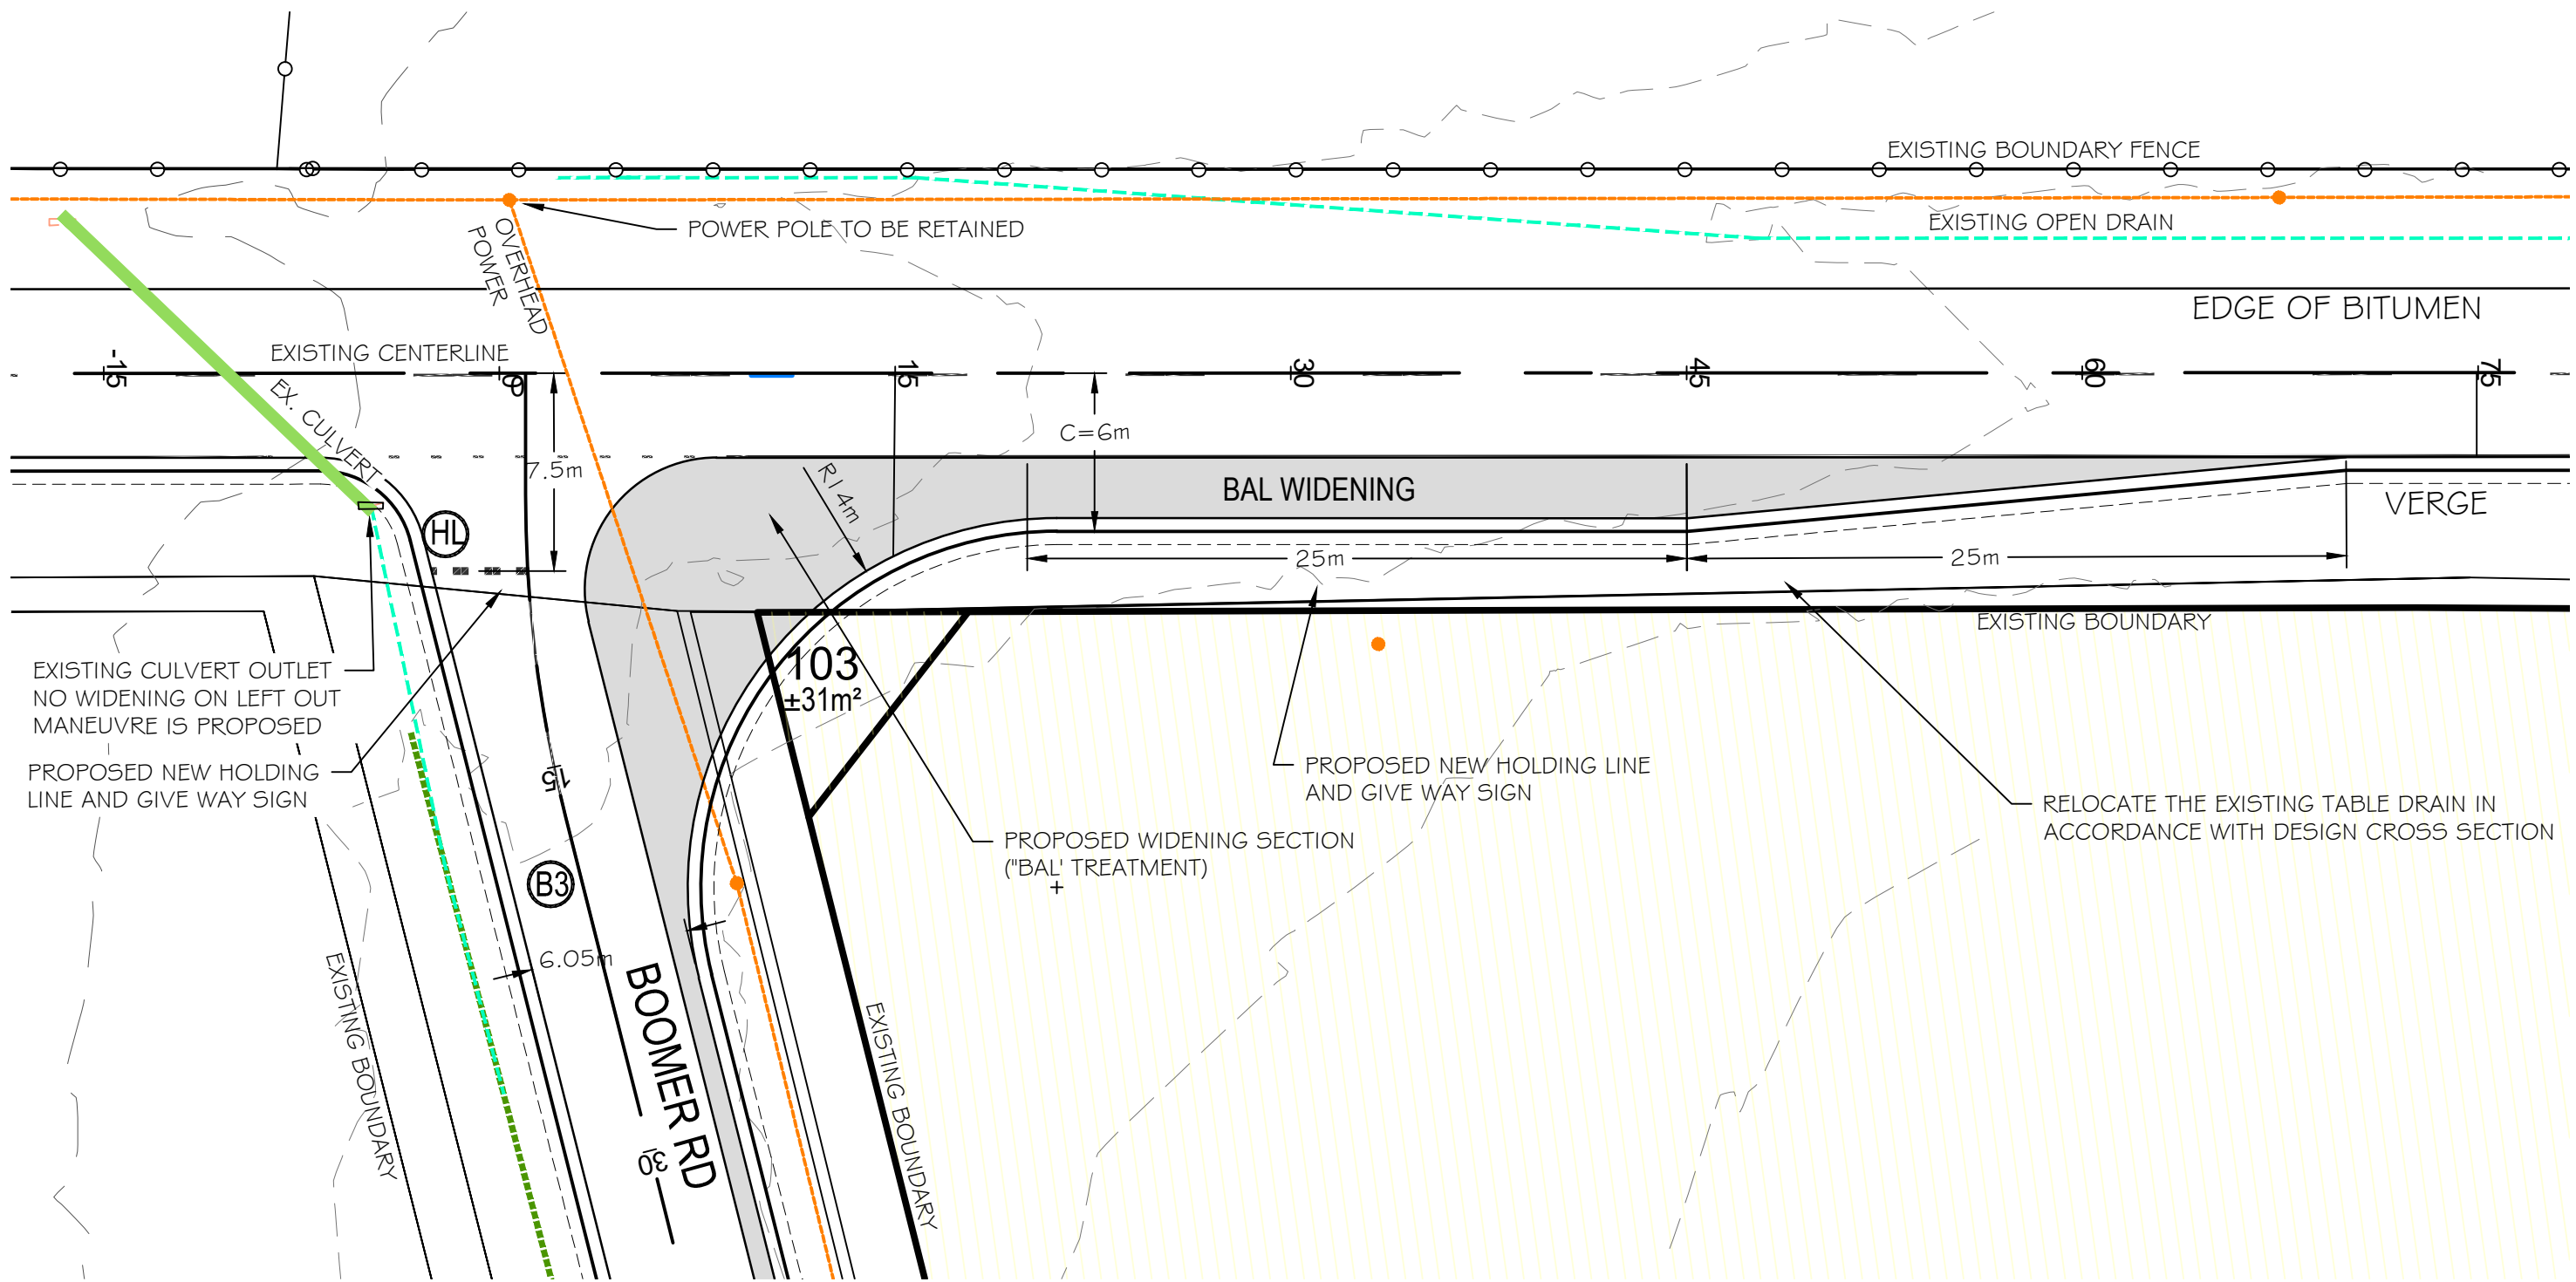 EXISTING BOUNDARY FENCE
POWER POLE TO BE RETAINED
EXISTING OPEN DRAIN
OVERHEAD
POWER
EDGE OF BITUMEN
EXISTING CENTERLINE
-15
0
15
30
45
60
75
EX. CULVERT
C=6m
7.5m
R14m
BAL WIDENING
VERGE
HL
25m
25m
EXISTING BOUNDARY
103
±31m²
EXISTING CULVERT OUTLET
NO WIDENING ON LEFT OUT
MANEUVRE IS PROPOSED
PROPOSED NEW HOLDING
LINE AND GIVE WAY SIGN
15
PROPOSED NEW HOLDING LINE
AND GIVE WAY SIGN
RELOCATE THE EXISTING TABLE DRAIN IN
ACCORDANCE WITH DESIGN CROSS SECTION
PROPOSED WIDENING SECTION
("BAL' TREATMENT)
B3
6.05m
BOOMER RD
EXISTING BOUNDARY
EXISTING BOUNDARY
30